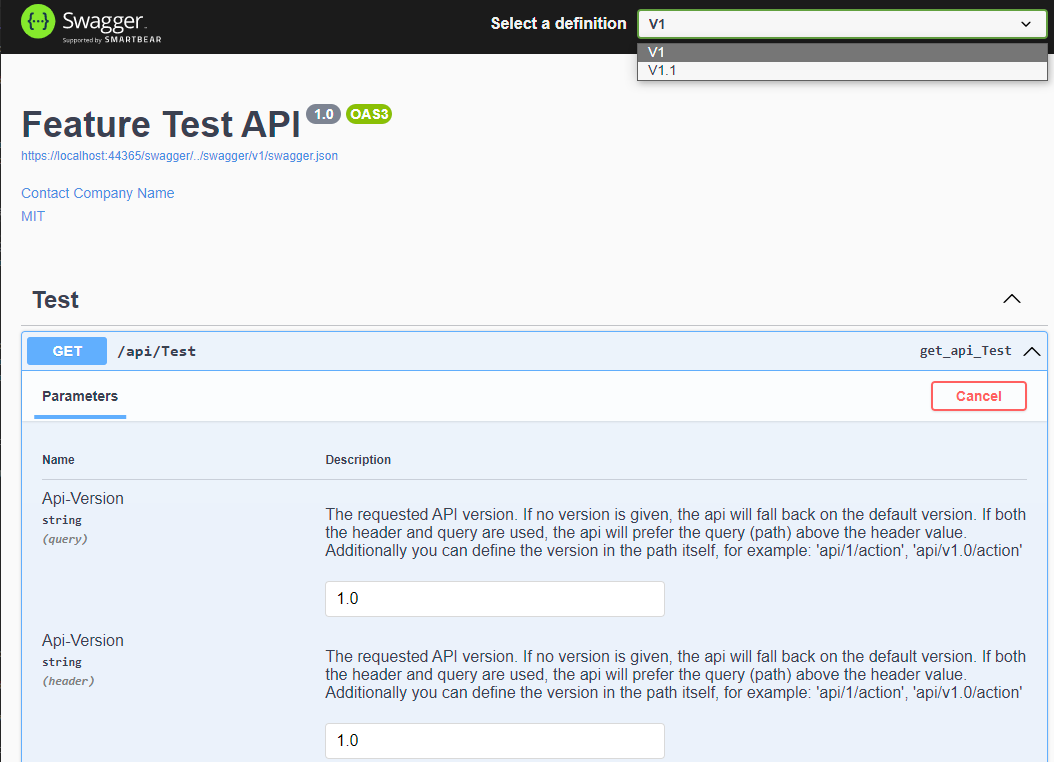 Swagger.
Supported by SMARTBEAR
Select a definition
V1
V1
V1.1
Feature Test API 1.0 OAS3
https://localhost:44365/swagger/../swagger/v1/swagger.json
Contact Company Name
MIT
Test
GET /api/Test get_api_Test
Parameters Cancel
Name Description
Api-Version
string
(query)
The requested API version. If no version is given, the api will fall back on the default version. If both
the header and query are used, the api will prefer the query (path) above the header value.
Additionally you can define the version in the path itself, for example: 'api/1/action', 'api/v1.0/action'
1.0
Api-Version
string
(header)
The requested API version. If no version is given, the api will fall back on the default version. If both
the header and query are used, the api will prefer the query (path) above the header value.
Additionally you can define the version in the path itself, for example: 'api/1/action', 'api/v1.0/action'
1.0